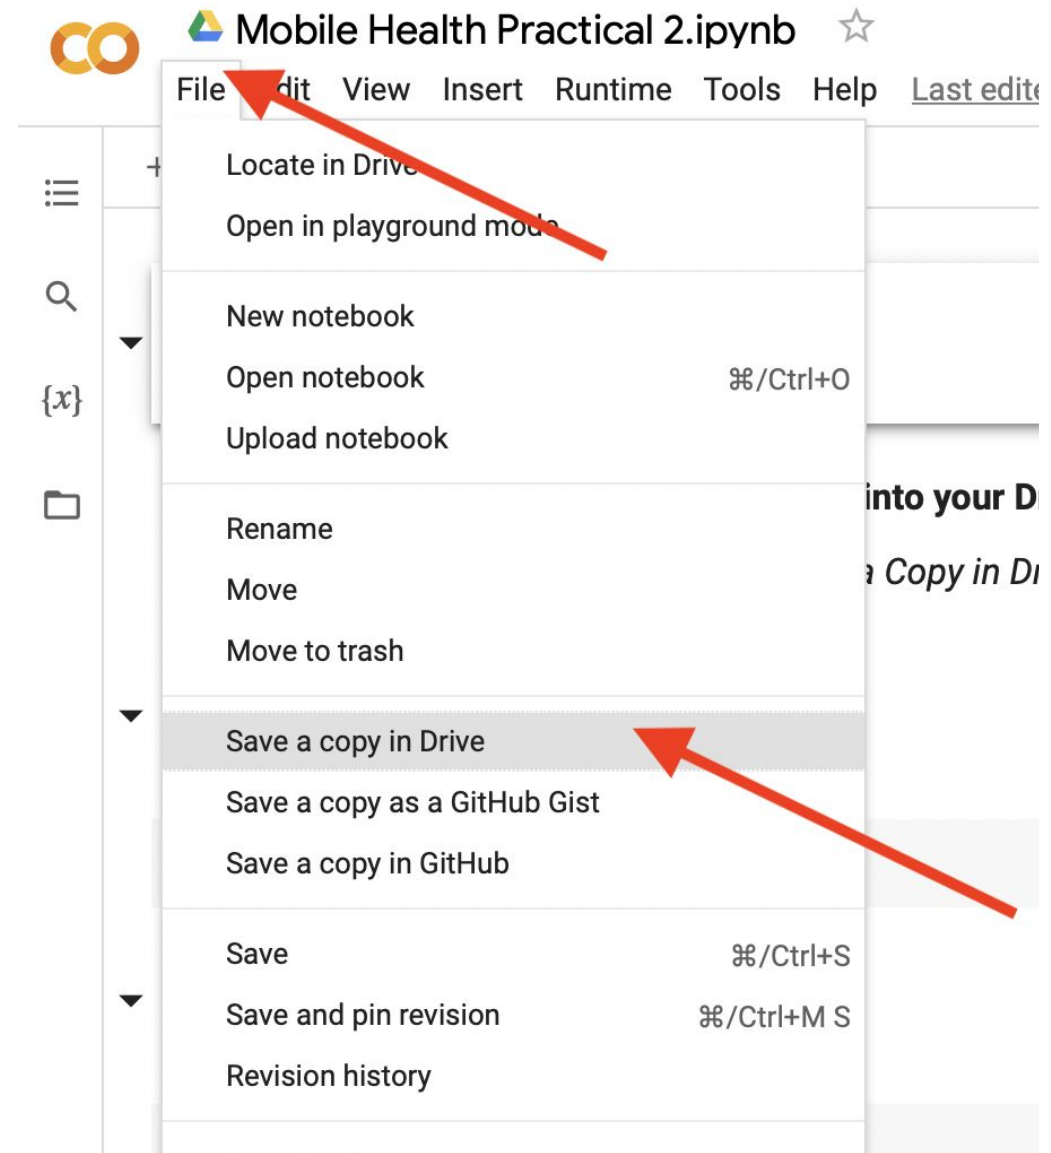 Mobile Health Practical 2.ipynb
File Edit View Insert Runtime Tools Help Last edite
+
Locate in Drive
Open in playground mode
New notebook
Open notebook ⌘/Ctrl+O
Upload notebook
{x}
into your D
Rename
a Copy in Dr
Move
Move to trash
Save a copy in Drive
Save a copy as a GitHub Gist
Save a copy in GitHub
Save ⌘/Ctrl+S
Save and pin revision ⌘/Ctrl+M S
Revision history